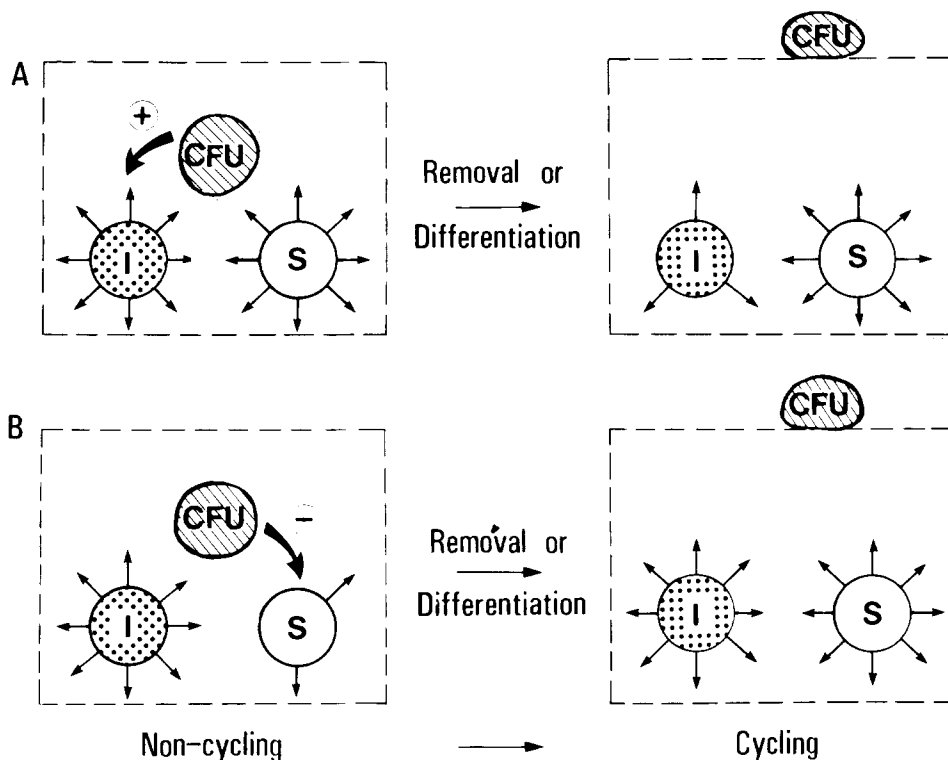 A
CFU
+
CFU
I
S
Removal or
Differentiation
I
S
B
CFU
−
CFU
I
S
Removal or
Differentiation
I
S
Non-cycling
Cycling